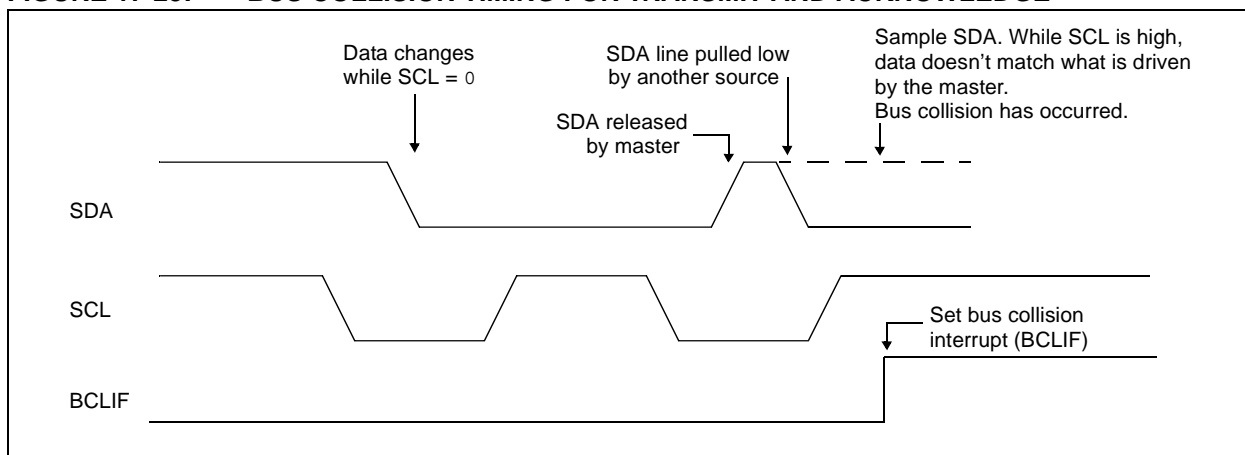 Data changes
while SCL = 0
SDA line pulled low
by another source
SDA released
by master
Sample SDA. While SCL is high,
data doesn't match what is driven
by the master.
Bus collision has occurred.
SDA
SCL
Set bus collision
interrupt (BCLIF)
BCLIF